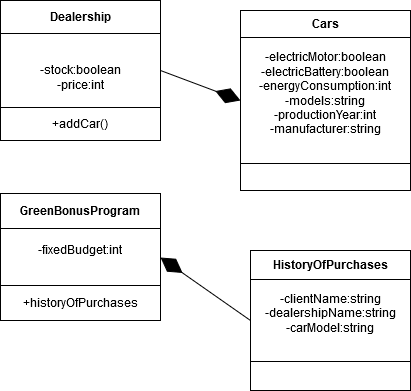 Dealership
-stock:boolean
-price:int
+addCar()
Cars
-electricMotor:boolean
-electricBattery:boolean
-energyConsumption:int
-models:string
-productionYear:int
-manufacturer:string
GreenBonusProgram
-fixedBudget:int
+historyOfPurchases
HistoryOfPurchases
-clientName:string
-dealershipName:string
-carModel:string